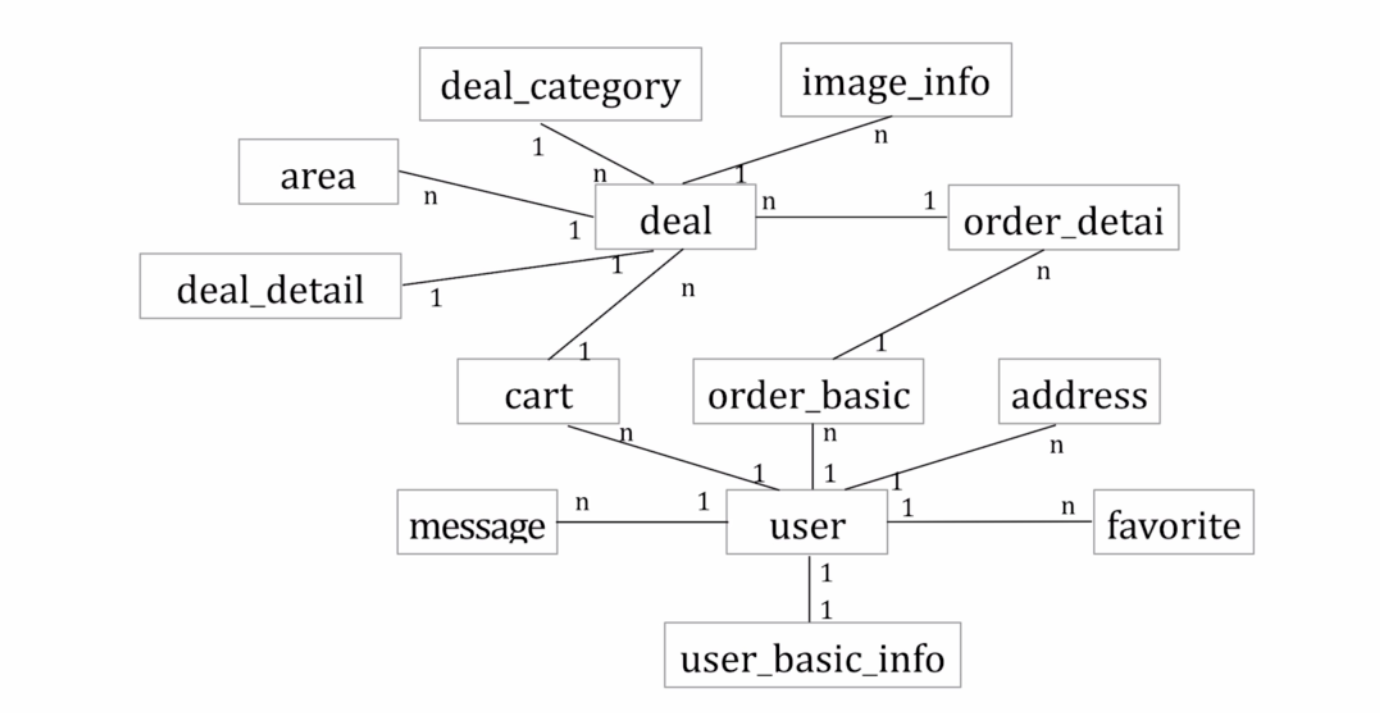 deal_category
image_info
1
n
area
n
n
1
deal
n
1
order_detai
n
1
deal_detail
1
1
n
n
1
1
cart
order_basic
address
n
n
n
1
1
1
message
n
1
user
1
n
favorite
1
1
user_basic_info